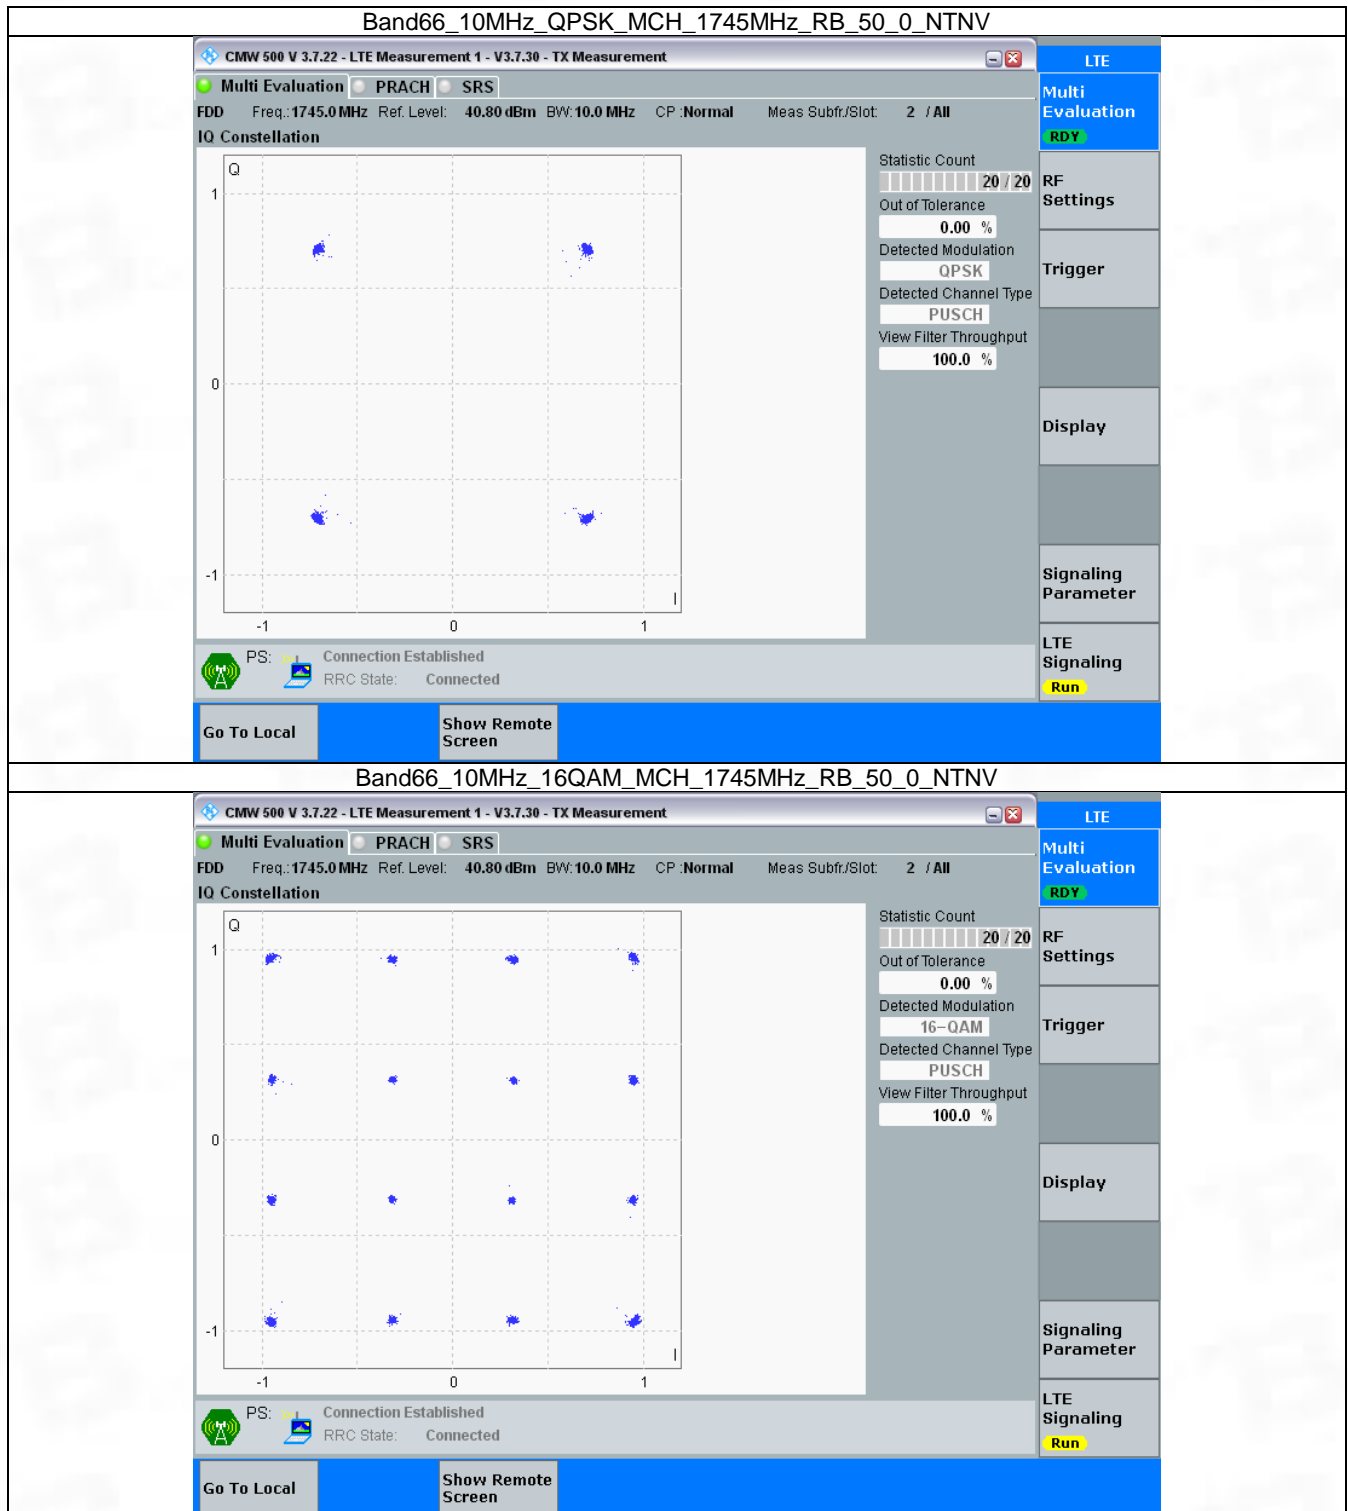 Band66_10MHz_QPSK_MCH_1745MHz_RB_50_0_NTNV
CMW 500 V 3.7.22 - LTE Measurement 1 - V3.7.30 - TX Measurement
LTE
Multi Evaluation PRACH SRS
Multi
Evaluation
RDY
FDD Freq.:1745.0 MHz Ref. Level: 40.80 dBm BW:10.0 MHz CP :Normal Meas Subfr./Slot: 2 / All
IQ Constellation
Q
1
0
-1
I
-1 0 1
Statistic Count
20 / 20
Out of Tolerance
0.00 %
Detected Modulation
QPSK
Detected Channel Type
PUSCH
View Filter Throughput
100.0 %
RF
Settings
Trigger
Display
Signaling
Parameter
LTE
Signaling
Run
PS: Connection Established
RRC State: Connected
Go To Local
Show Remote
Screen
Band66_10MHz_16QAM_MCH_1745MHz_RB_50_0_NTNV
CMW 500 V 3.7.22 - LTE Measurement 1 - V3.7.30 - TX Measurement
LTE
Multi Evaluation PRACH SRS
Multi
Evaluation
RDY
FDD Freq.:1745.0 MHz Ref. Level: 40.80 dBm BW:10.0 MHz CP :Normal Meas Subfr./Slot: 2 / All
IQ Constellation
Q
1
0
-1
I
-1 0 1
Statistic Count
20 / 20
Out of Tolerance
0.00 %
Detected Modulation
16-QAM
Detected Channel Type
PUSCH
View Filter Throughput
100.0 %
RF
Settings
Trigger
Display
Signaling
Parameter
LTE
Signaling
Run
PS: Connection Established
RRC State: Connected
Go To Local
Show Remote
Screen